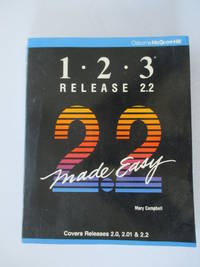 Osborne McGraw-Hill
1·2·3™
RELEASE 2.2
2.2
made Easy
Mary Campbell
Covers Releases 2.0, 2.01 & 2.2